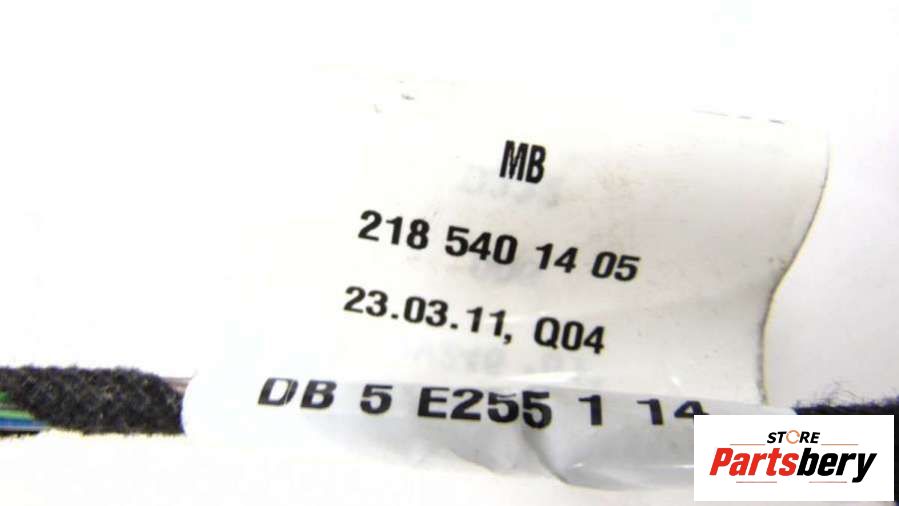 MB
218 540 14 05
23.03.11, Q04
DB 5 E255 1 14
STORE
Partsbery